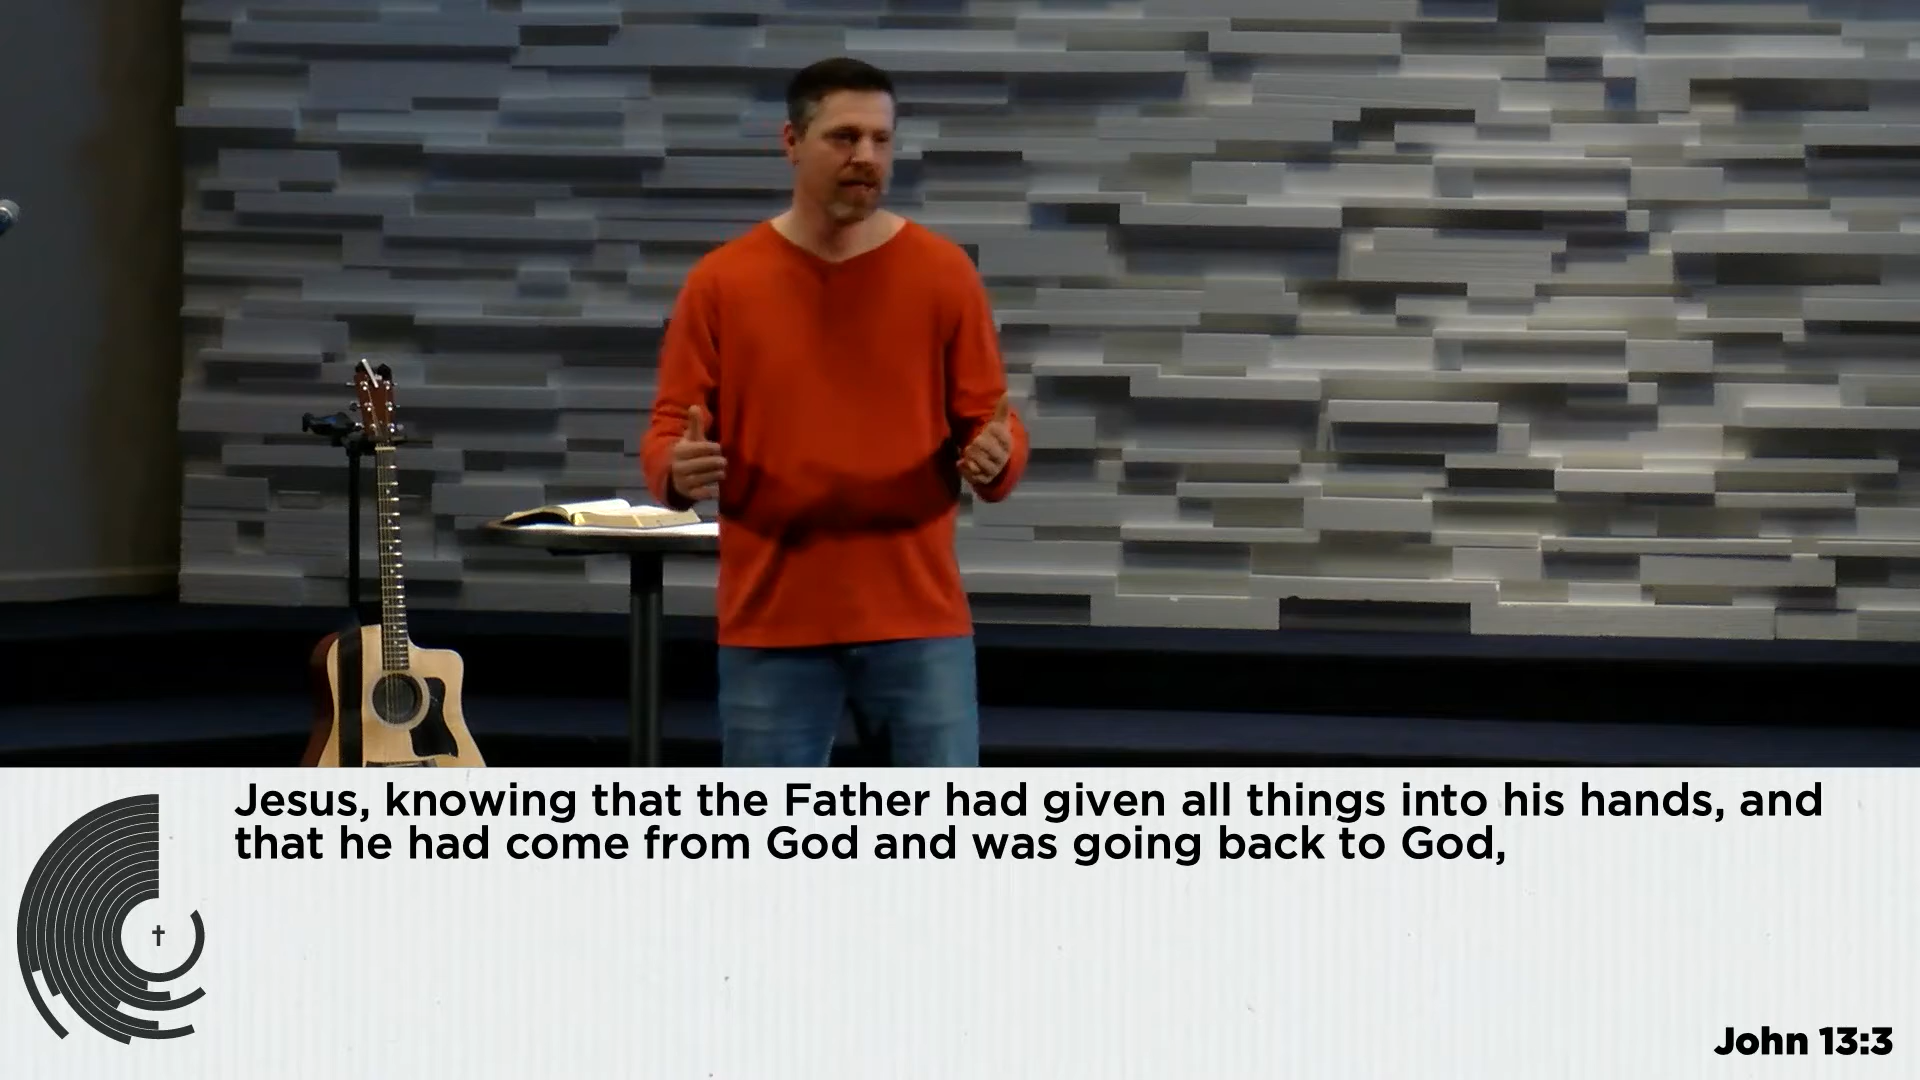 Jesus, knowing that the Father had given all things into his hands, and
that he had come from God and was going back to God,
John 13:3